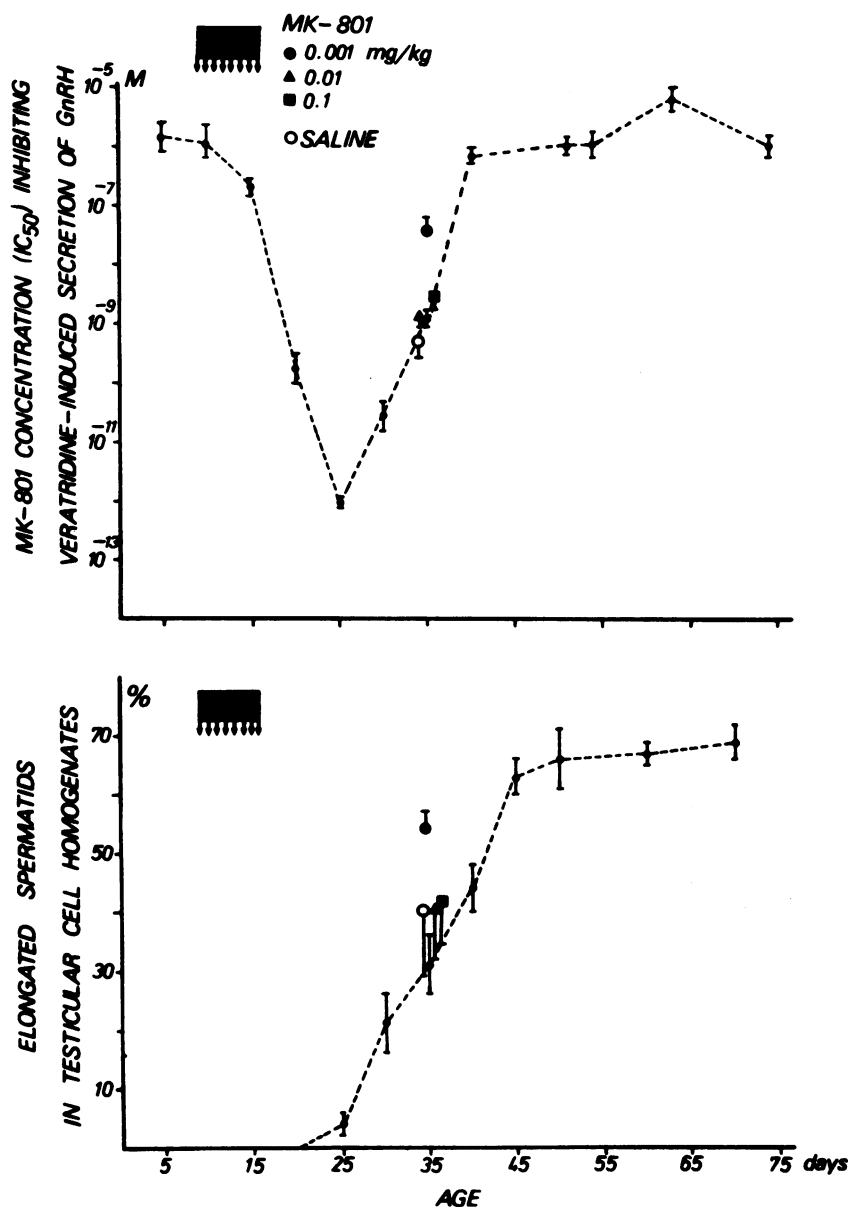 MK-801
● 0.001 mg/kg
▲ 0.01
■ 0.1
○ SALINE
MK-801 CONCENTRATION (IC50) INHIBITING
VERATRIDINE-INDUCED SECRETION OF GnRH
10-5 M
10-7
10-9
10-11
10-13
%
ELONGATED SPERMATIDS
IN TESTICULAR CELL HOMOGENATES
70
50
30
10
5 15 25 35 45 55 65 75 days
AGE